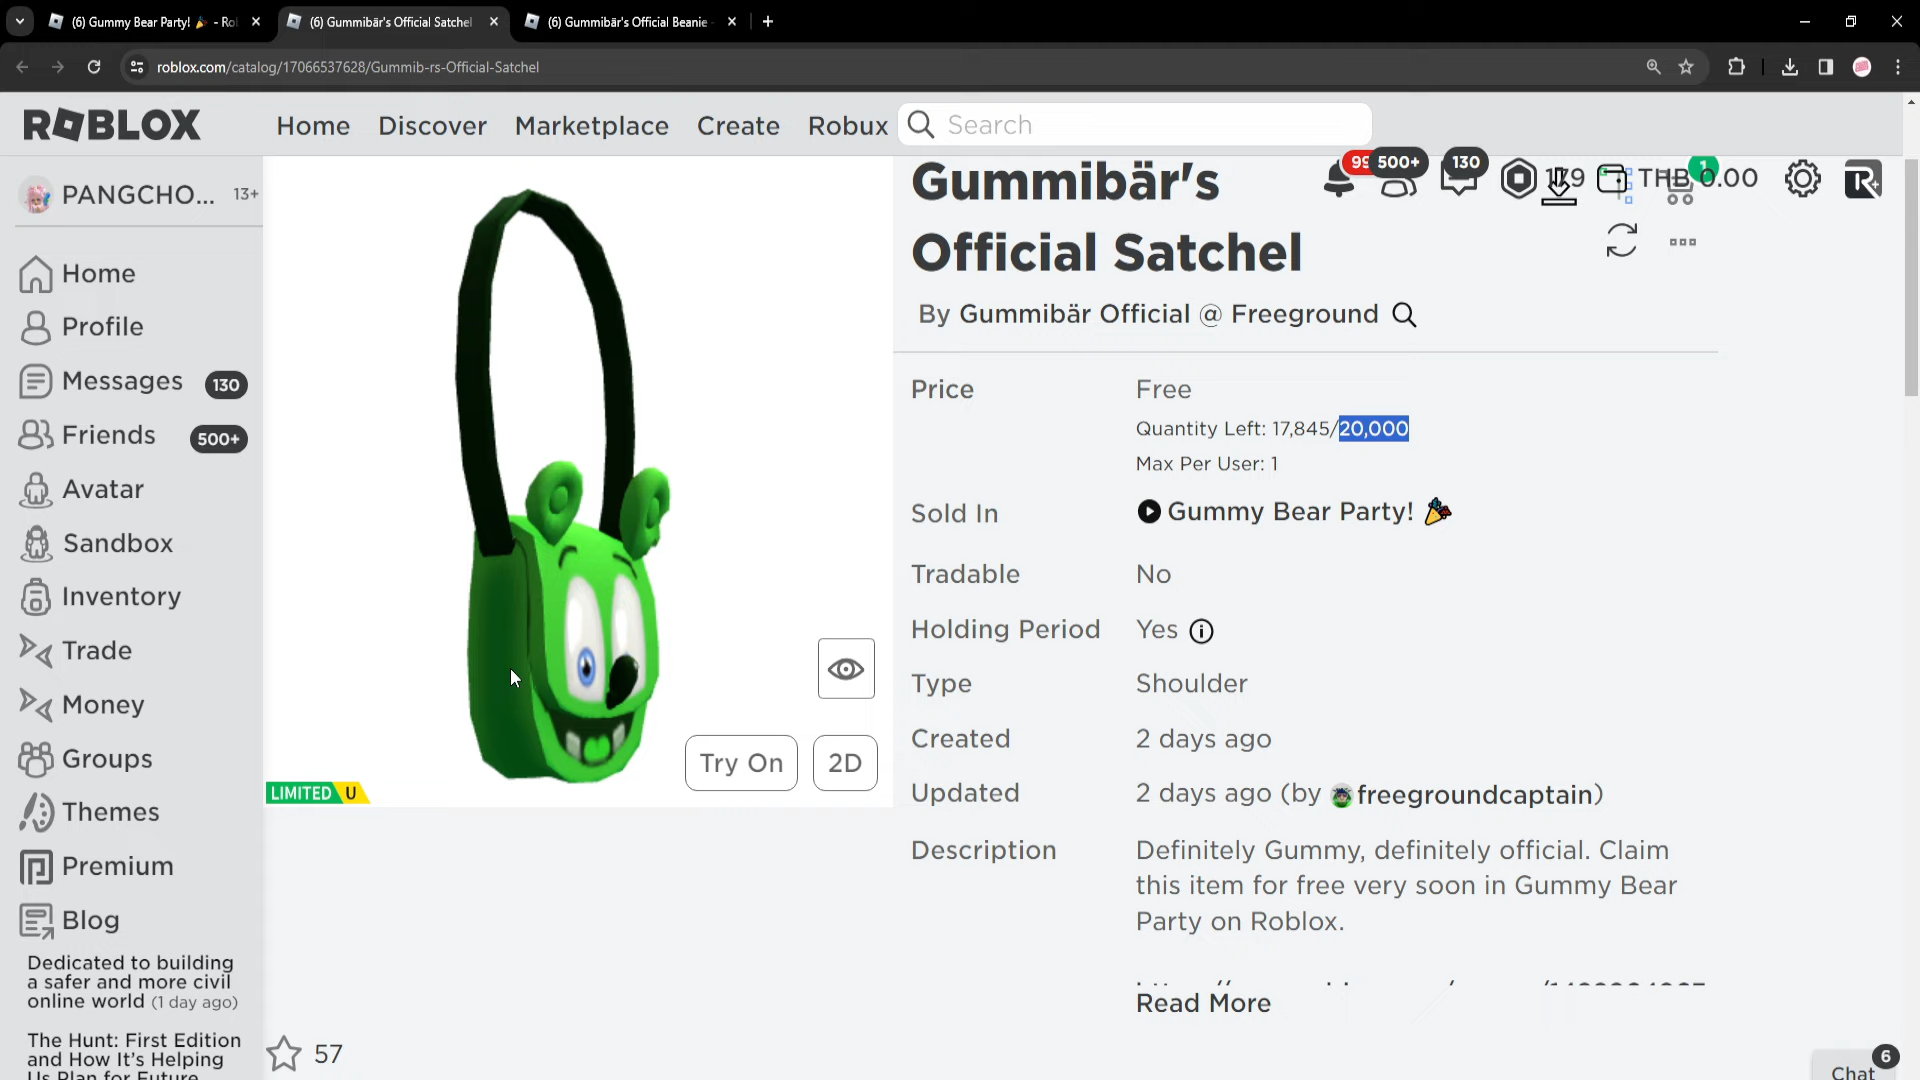 (6) Gummy Bear Party! 🎉 - Ro
(6) Gummibär's Official Satchel
(6) Gummibär's Official Beanie -
roblox.com/catalog/17066537628/Gummib-rs-Official-Satchel
ROBLOX
Home
Discover
Marketplace
Create
Robux
Search
99
500+
130
179
THB 0.00
1
PANGCHO...
13+
Home
Profile
Messages
130
Friends
500+
Avatar
Sandbox
Inventory
Trade
Money
Groups
Themes
Premium
Blog
Dedicated to building
a safer and more civil
online world (1 day ago)
The Hunt: First Edition
and How It's Helping
Us Plan for Future
Try On
2D
LIMITED U
57
Gummibär's
Official Satchel
By Gummibär Official @ Freeground
Price
Free
Quantity Left: 17,845/20,000
Max Per User: 1
Sold In
Gummy Bear Party! 🎉
Tradable
No
Holding Period
Yes
Type
Shoulder
Created
2 days ago
Updated
2 days ago (by freegroundcaptain)
Description
Definitely Gummy, definitely official. Claim
this item for free very soon in Gummy Bear
Party on Roblox.
Read More
Chat
6